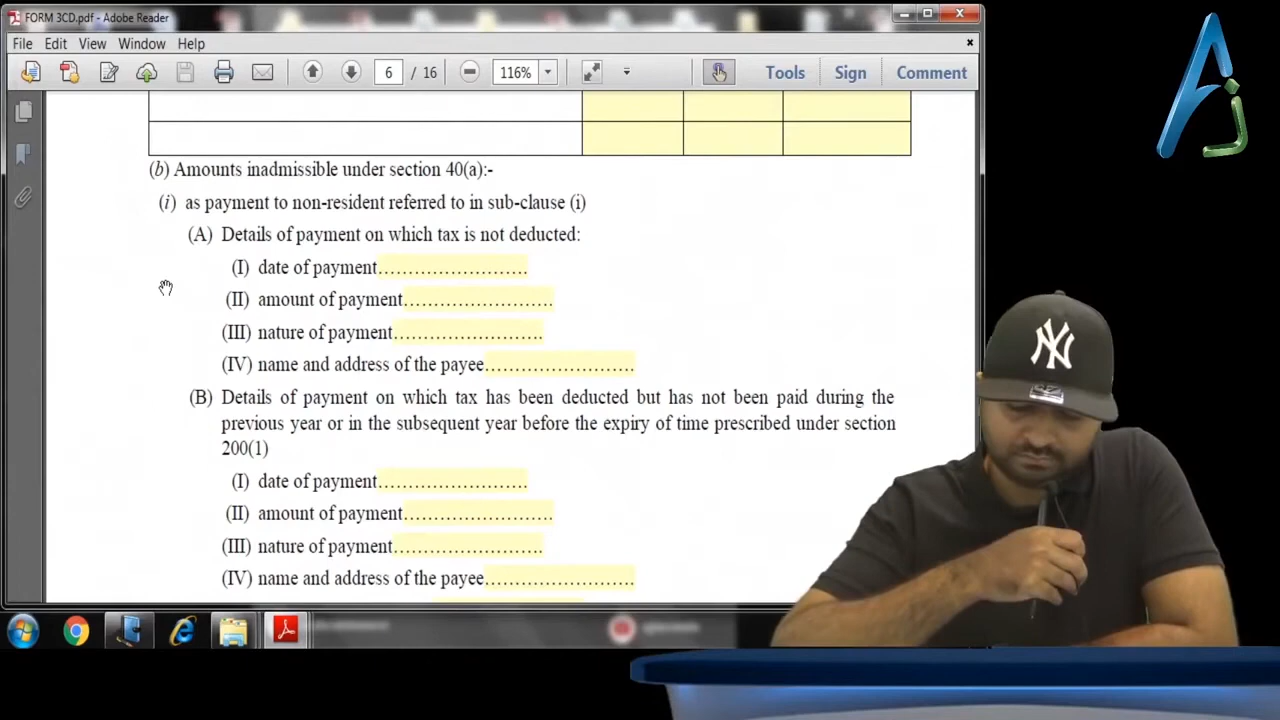 FORM 3CD.pdf - Adobe Reader
File Edit View Window Help
6 / 16 116% Tools Sign Comment
(b) Amounts inadmissible under section 40(a):-
(i) as payment to non-resident referred to in sub-clause (i)
(A) Details of payment on which tax is not deducted:
(I) date of payment…………………….
(II) amount of payment…………………….
(III) nature of payment…………………….
(IV) name and address of the payee…………………….
(B) Details of payment on which tax has been deducted but has not been paid during the
previous year or in the subsequent year before the expiry of time prescribed under section
200(1)
(I) date of payment…………………….
(II) amount of payment…………………….
(III) nature of payment…………………….
(IV) name and address of the payee…………………….
NY
AJ